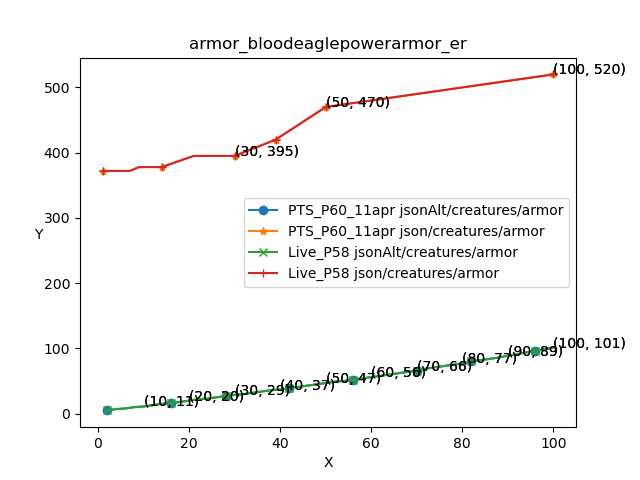 armor_bloodeaglepowerarmor_er
(100, 520)
500
(50, 470)
400
(30, 395)
300
Y
PTS_P60_11apr jsonAlt/creatures/armor
PTS_P60_11apr json/creatures/armor
Live_P58 jsonAlt/creatures/armor
Live_P58 json/creatures/armor
200
100
(100, 101)
(90, 89)
(80, 77)
(70, 66)
(50, 47)
(40, 37)
(30, 29)
(20, 20)
(10, 11)
0
0 20 40 60 80 100
X